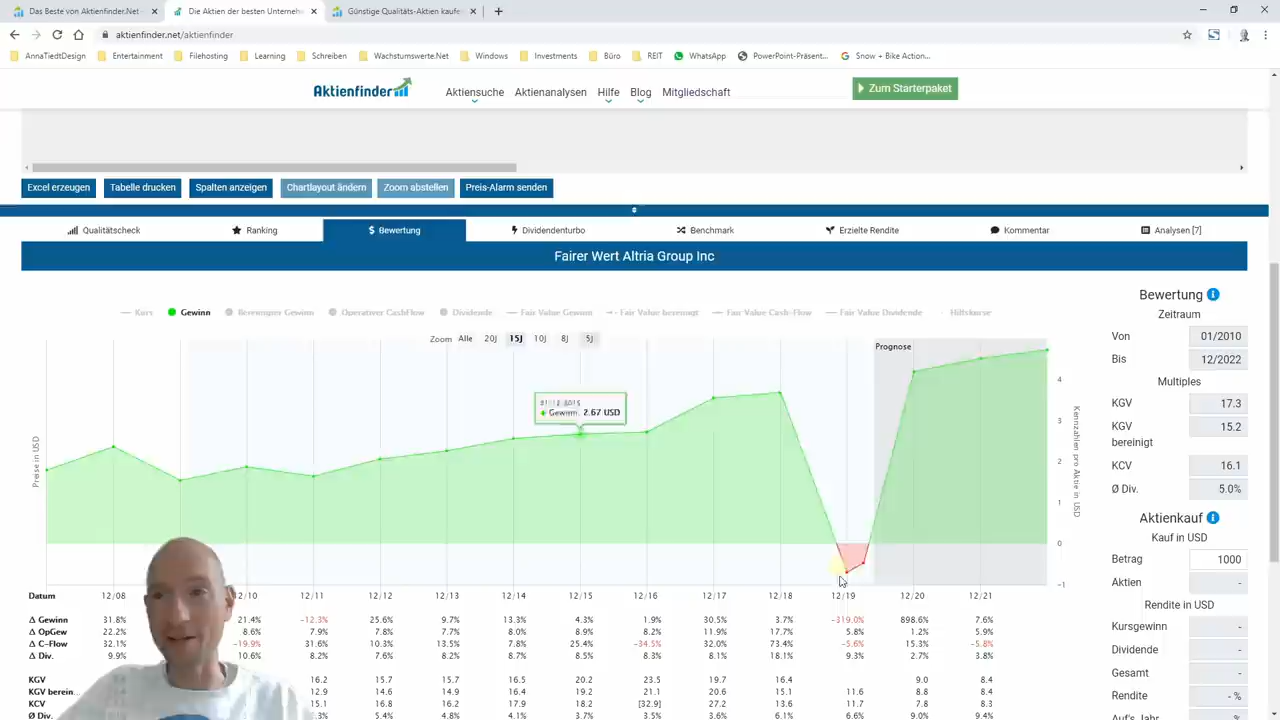 Das Beste von Aktienfinder.Net -
Die Aktien der besten Unternehm
Günstige Qualitäts-Aktien kaufe
aktienfinder.net/aktienfinder
AnnaTiedtDesign Entertainment Filehosting Learning Schreiben Wachstumswerte.Net Windows Investments Büro REIT WhatsApp PowerPoint-Präsent... Snow + Bike Action...
Aktienfinder
Aktiensuche Aktienanalysen Hilfe Blog Mitgliedschaft
Zum Starterpaket
Excel erzeugen Tabelle drucken Spalten anzeigen Chartlayout ändern Zoom abstellen Preis-Alarm senden
Qualitätscheck Ranking $ Bewertung Dividendenturbo Benchmark Erzielte Rendite Kommentar Analysen [7]
Fairer Wert Altria Group Inc
Kurs Gewinn Bereinigter Gewinn Operativer CashFlow Dividende Fair Value Gewinn Fair Value bereinigt Fair Value Cash-Flow Fair Value Dividende Hilfskurse
Zoom Alle 20J 15J 10J 8J 5J
Prognose
31.12.2015
Gewinn: 2.67 USD
Preise in USD
4
3
2
1
0
-1
Kennzahlen pro Aktie in USD
Datum 12/08 12/10 12/11 12/12 12/13 12/14 12/15 12/16 12/17 12/18 12/19 12/20 12/21
Δ Gewinn 31.8% 21.4% -12.3% 25.6% 9.7% 13.3% 4.3% 1.9% 30.5% 3.7% -319.0% 898.6% 7.6%
Δ OpGew 22.2% 8.6% 7.9% 7.8% 7.7% 8.0% 8.9% 8.2% 11.9% 17.7% 5.8% 1.2% 5.9%
Δ C-Flow 32.1% -19.9% 31.6% 10.3% 13.5% 7.8% 25.4% -34.5% 32.0% 73.4% -5.6% 15.3% -5.8%
Δ Div. 9.9% 10.6% 8.2% 7.6% 8.2% 8.7% 8.5% 8.3% 8.1% 18.1% 9.3% 2.7% 3.8%
KGV 16.2 15.7 15.7 16.5 20.2 23.5 19.7 16.4 9.0 8.4
KGV berein... 12.9 14.6 14.9 16.4 19.2 21.1 20.6 15.1 11.6 8.8 8.4
KCV 15.1 16.8 16.2 17.9 18.2 [32.9] 27.2 13.6 11.7 7.8 8.3
Ø Div. .3% 5.4% 4.8% 4.1% 3.7% 3.5% 3.6% 6.1% 6.6% 9.0% 9.4%
Bewertung
Zeitraum
Von 01/2010
Bis 12/2022
Multiples
KGV 17.3
KGV bereinigt 15.2
KCV 16.1
Ø Div. 5.0%
Aktienkauf
Kauf in USD
Betrag 1000
Aktien -
Rendite in USD
Kursgewinn -
Dividende -
Gesamt -
Rendite - %
Auf's Jahr %